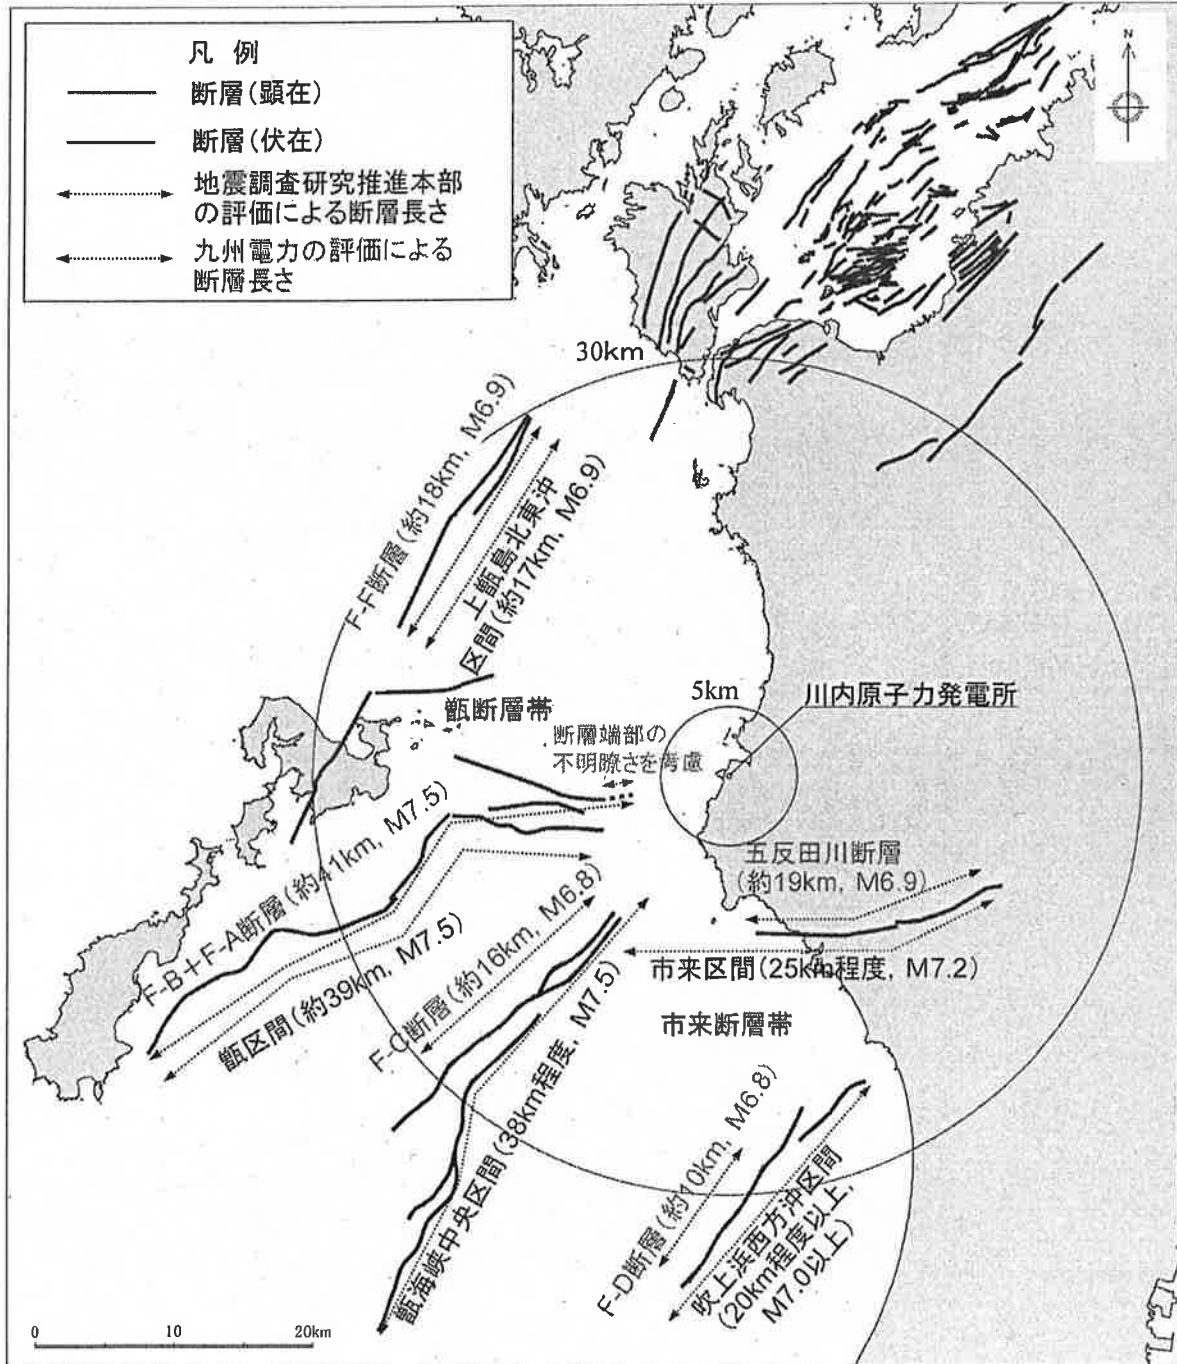 凡 例
断層(顕在)
断層(伏在)
地震調査研究推進本部
の評価による断層長さ
九州電力の評価による
断層長さ
N
30km
F-F断層(約18km, M6.9)
上甑島北東沖
区間(約17km, M6.9)
甑断層帯
5km
川内原子力発電所
断層端部の
不明瞭さを考慮
F-B+F-A断層(約41km, M7.5)
甑区間(約39km, M7.5)
F-C断層(約16km, M6.8)
甑海峡中央区間(38km程度, M7.5)
五反田川断層
(約19km, M6.9)
市来区間(25km程度, M7.2)
市来断層帯
F-D断層(約10km, M6.8)
吹上浜西方沖区間
(20km程度以上,
M7.0以上)
0 10 20km